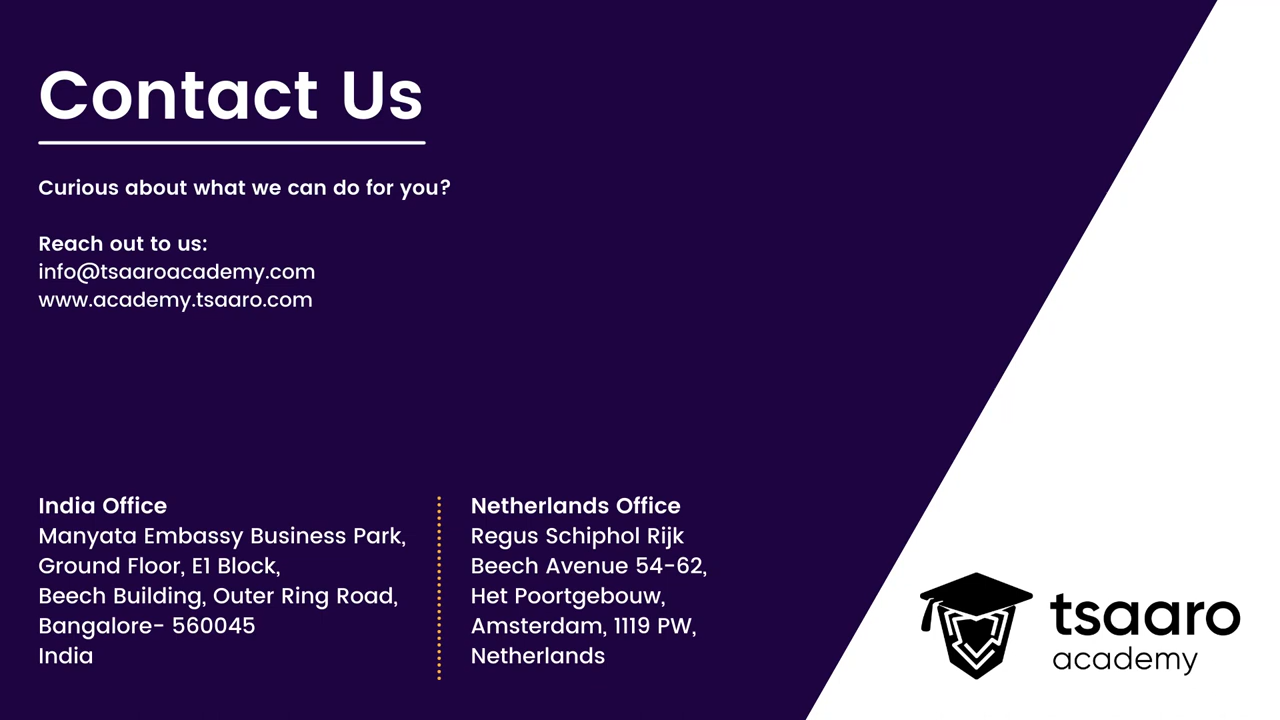 Contact Us
Curious about what we can do for you?
Reach out to us:
info@tsaaroacademy.com
www.academy.tsaaro.com
India Office
Manyata Embassy Business Park,
Ground Floor, E1 Block,
Beech Building, Outer Ring Road,
Bangalore- 560045
India
Netherlands Office
Regus Schiphol Rijk
Beech Avenue 54-62,
Het Poortgebouw,
Amsterdam, 1119 PW,
Netherlands
tsaaro
academy